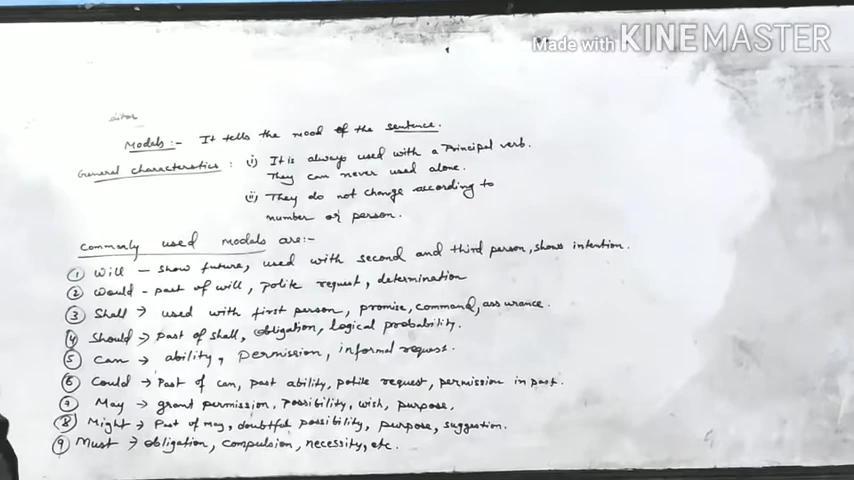 Made with KINEMASTER
Modals:- It tells the mood of the sentence.
General characteristics : (i) It is always used with a Principal verb.
They can never used alone.
(ii) They do not change according to
number or person.
Commonly used modals are:-
① Will – show future, used with second and third person, shows intention.
② Would - past of will, polite request, determination
③ Shall → used with first person, promise, command, assurance.
④ Should → Past of shall, obligation, logical probability.
⑤ Can → ability, permission, informal request.
⑥ Could → Past of can, past ability, polite request, permission in past.
⑦ May → grant permission, possibility, wish, purpose,
⑧ Might → Past of may, doubtful possibility, purpose, suggestion.
⑨ Must → obligation, compulsion, necessity, etc.